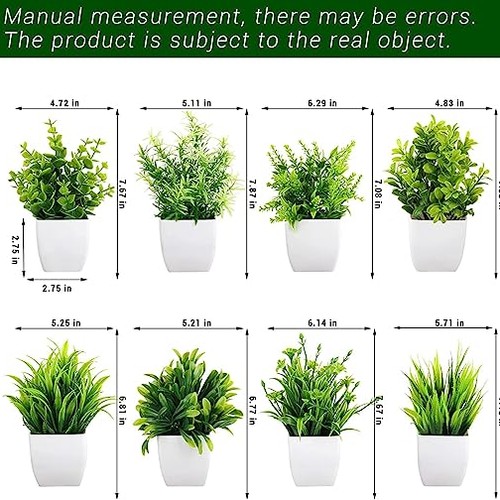 Manual measurement, there may be errors.
The product is subject to the real object.
4.72 in
5.11 in
6.29 in
4.83 in
7.67 in
7.87 in
7.08 in
2.75 in
2.75 in
5.25 in
5.21 in
6.14 in
5.71 in
6.81 in
6.77 in
7.67 in